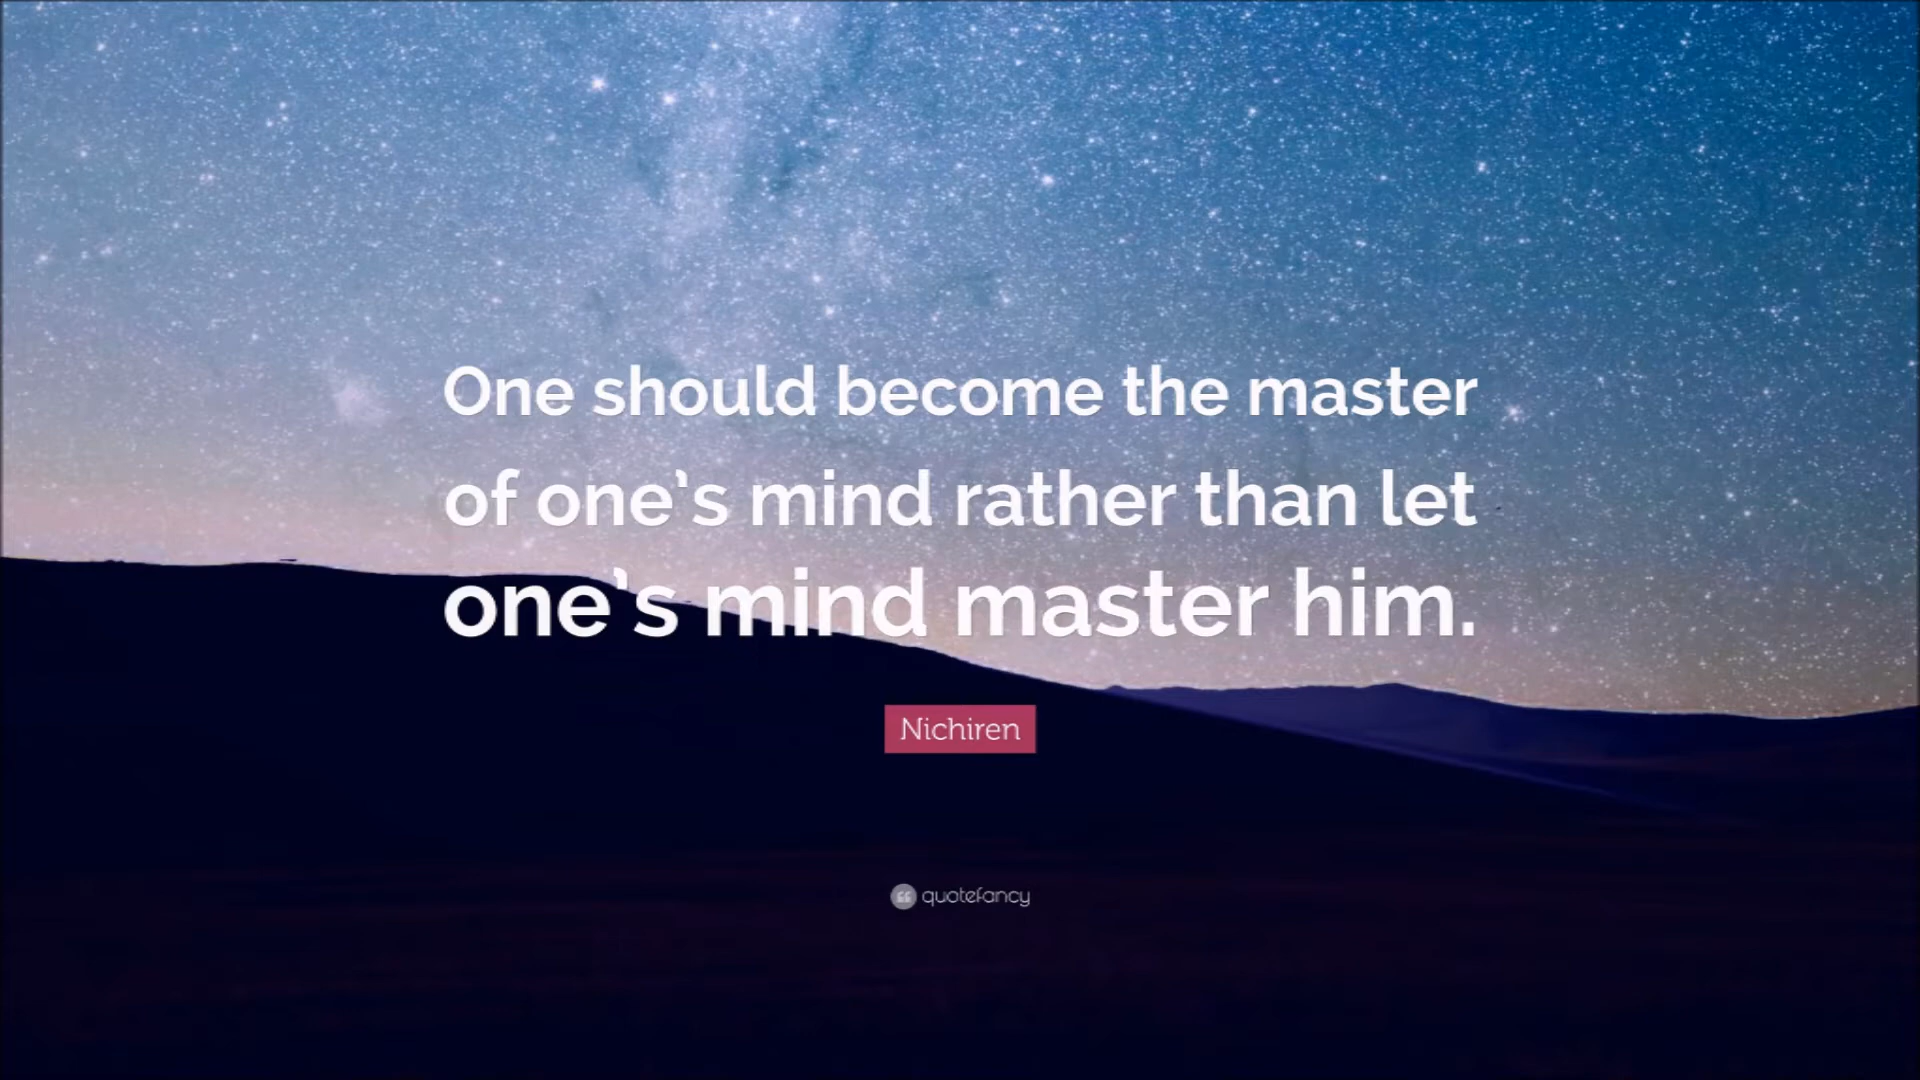 One should become the master
of one’s mind rather than let
one’s mind master him.
Nichiren
quotefancy